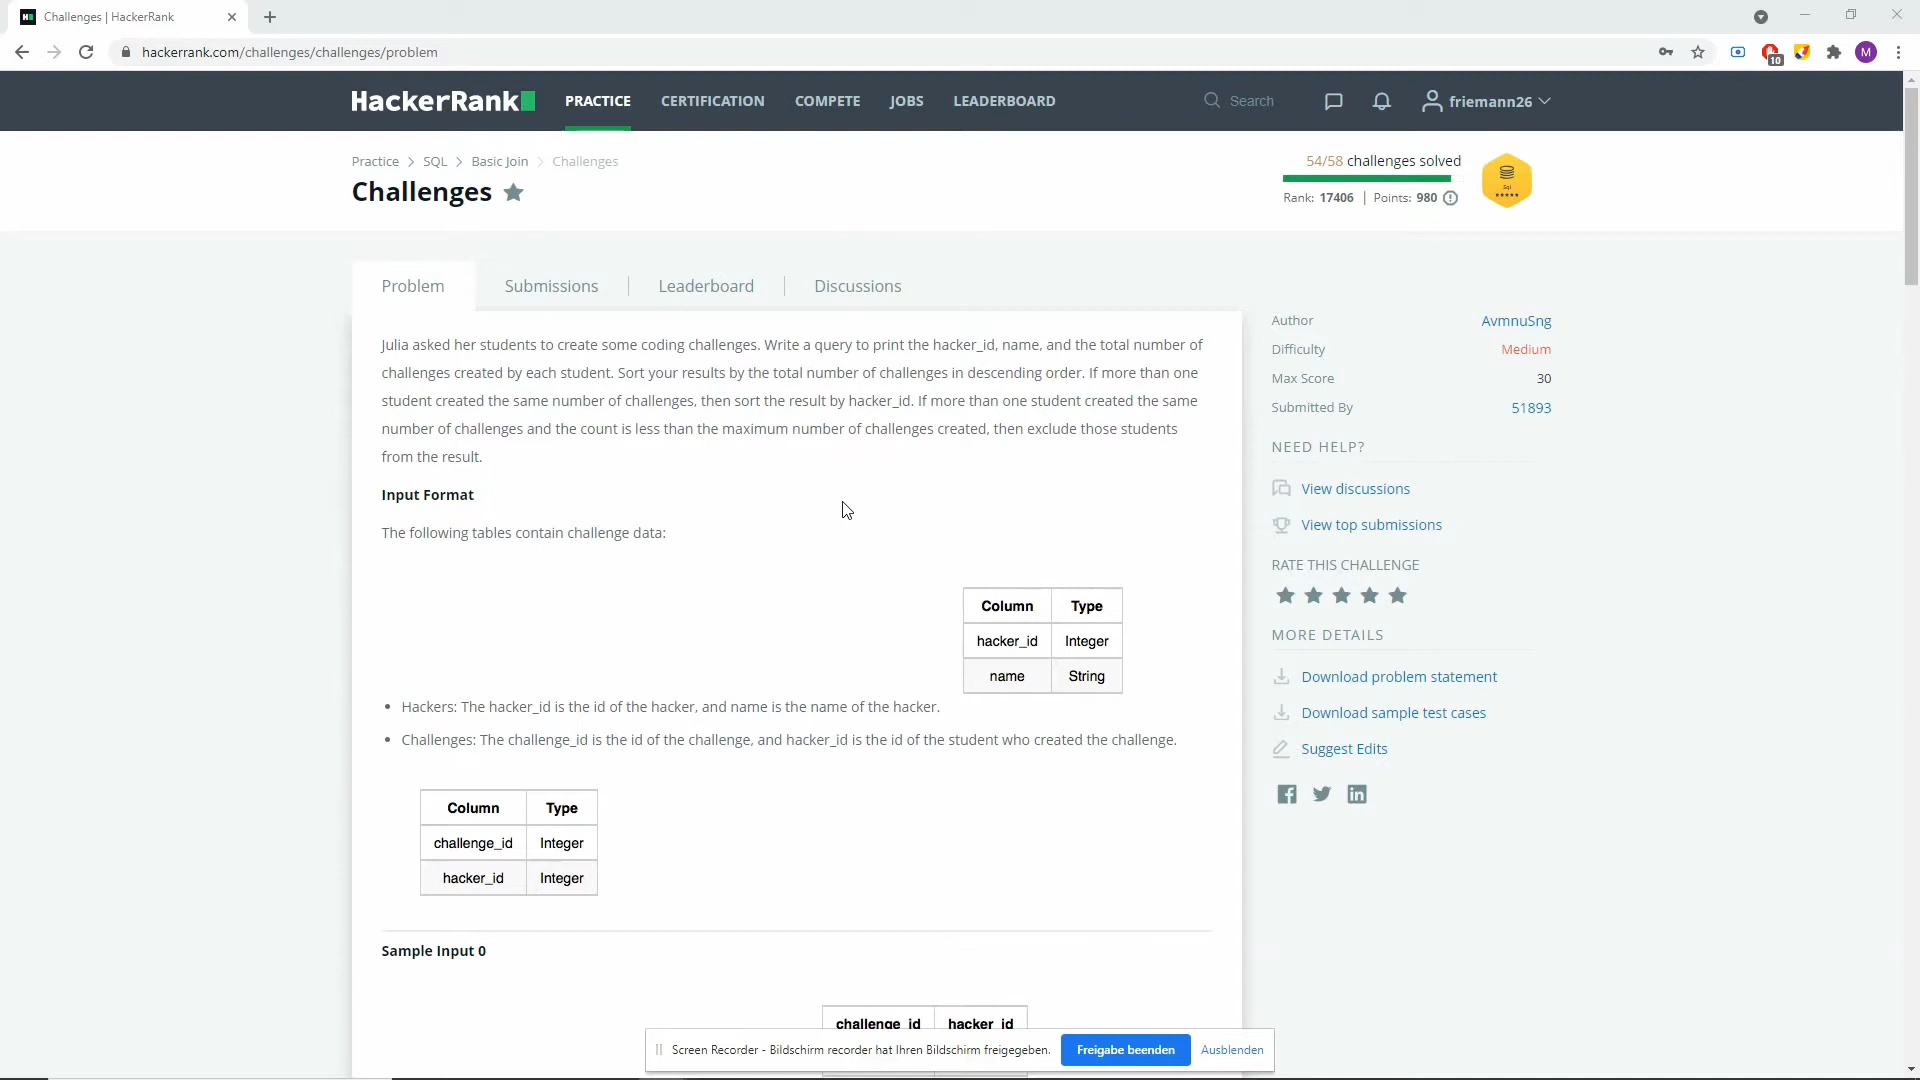 Challenges | HackerRank
hackerrank.com/challenges/challenges/problem
10
M
HackerRank
PRACTICE
CERTIFICATION
COMPETE
JOBS
LEADERBOARD
Search
friemann26
Practice > SQL > Basic Join > Challenges
Challenges
54/58 challenges solved
Rank: 17406 | Points: 980
Sql
Problem
Submissions
Leaderboard
Discussions
Julia asked her students to create some coding challenges. Write a query to print the hacker_id, name, and the total number of
challenges created by each student. Sort your results by the total number of challenges in descending order. If more than one
student created the same number of challenges, then sort the result by hacker_id. If more than one student created the same
number of challenges and the count is less than the maximum number of challenges created, then exclude those students
from the result.
Input Format
The following tables contain challenge data:
Column Type
hacker_id Integer
name String
• Hackers: The hacker_id is the id of the hacker, and name is the name of the hacker.
• Challenges: The challenge_id is the id of the challenge, and hacker_id is the id of the student who created the challenge.
Column Type
challenge_id Integer
hacker_id Integer
Sample Input 0
challenge_id hacker_id
Author AvmnuSng
Difficulty Medium
Max Score 30
Submitted By 51893
NEED HELP?
View discussions
View top submissions
RATE THIS CHALLENGE
MORE DETAILS
Download problem statement
Download sample test cases
Suggest Edits
Screen Recorder - Bildschirm recorder hat Ihren Bildschirm freigegeben.
Freigabe beenden
Ausblenden